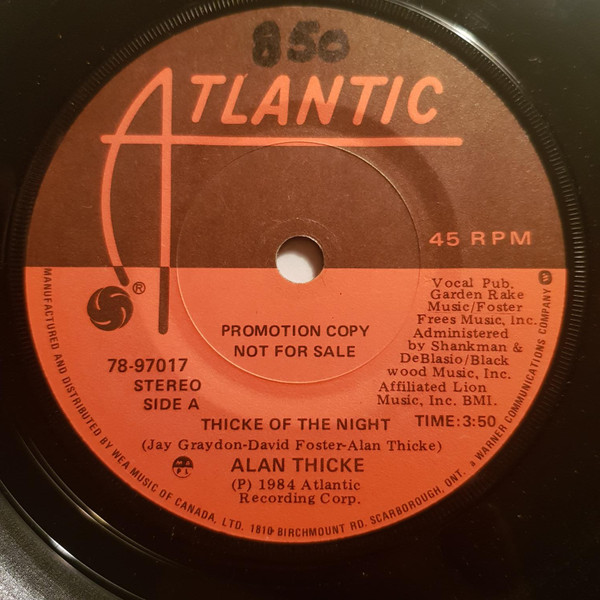 850
ATLANTIC
®
45 RPM
PROMOTION COPY
NOT FOR SALE
Vocal Pub.
Garden Rake
Music/Foster
Frees Music, Inc.
Administered
by Shankman &
DeBlasio/Black
wood Music, Inc.
Affiliated Lion
Music, Inc. BMI.
78-97017
STEREO
SIDE A
TIME:3:50
THICKE OF THE NIGHT
(Jay Graydon-David Foster-Alan Thicke)
ALAN THICKE
(P) 1984 Atlantic
Recording Corp.
MANUFACTURED AND DISTRIBUTED BY WEA MUSIC OF CANADA, LTD. 1810 BIRCHMOUNT RD. SCARBOROUGH, ONT. a WARNER COMMUNICATIONS COMPANY